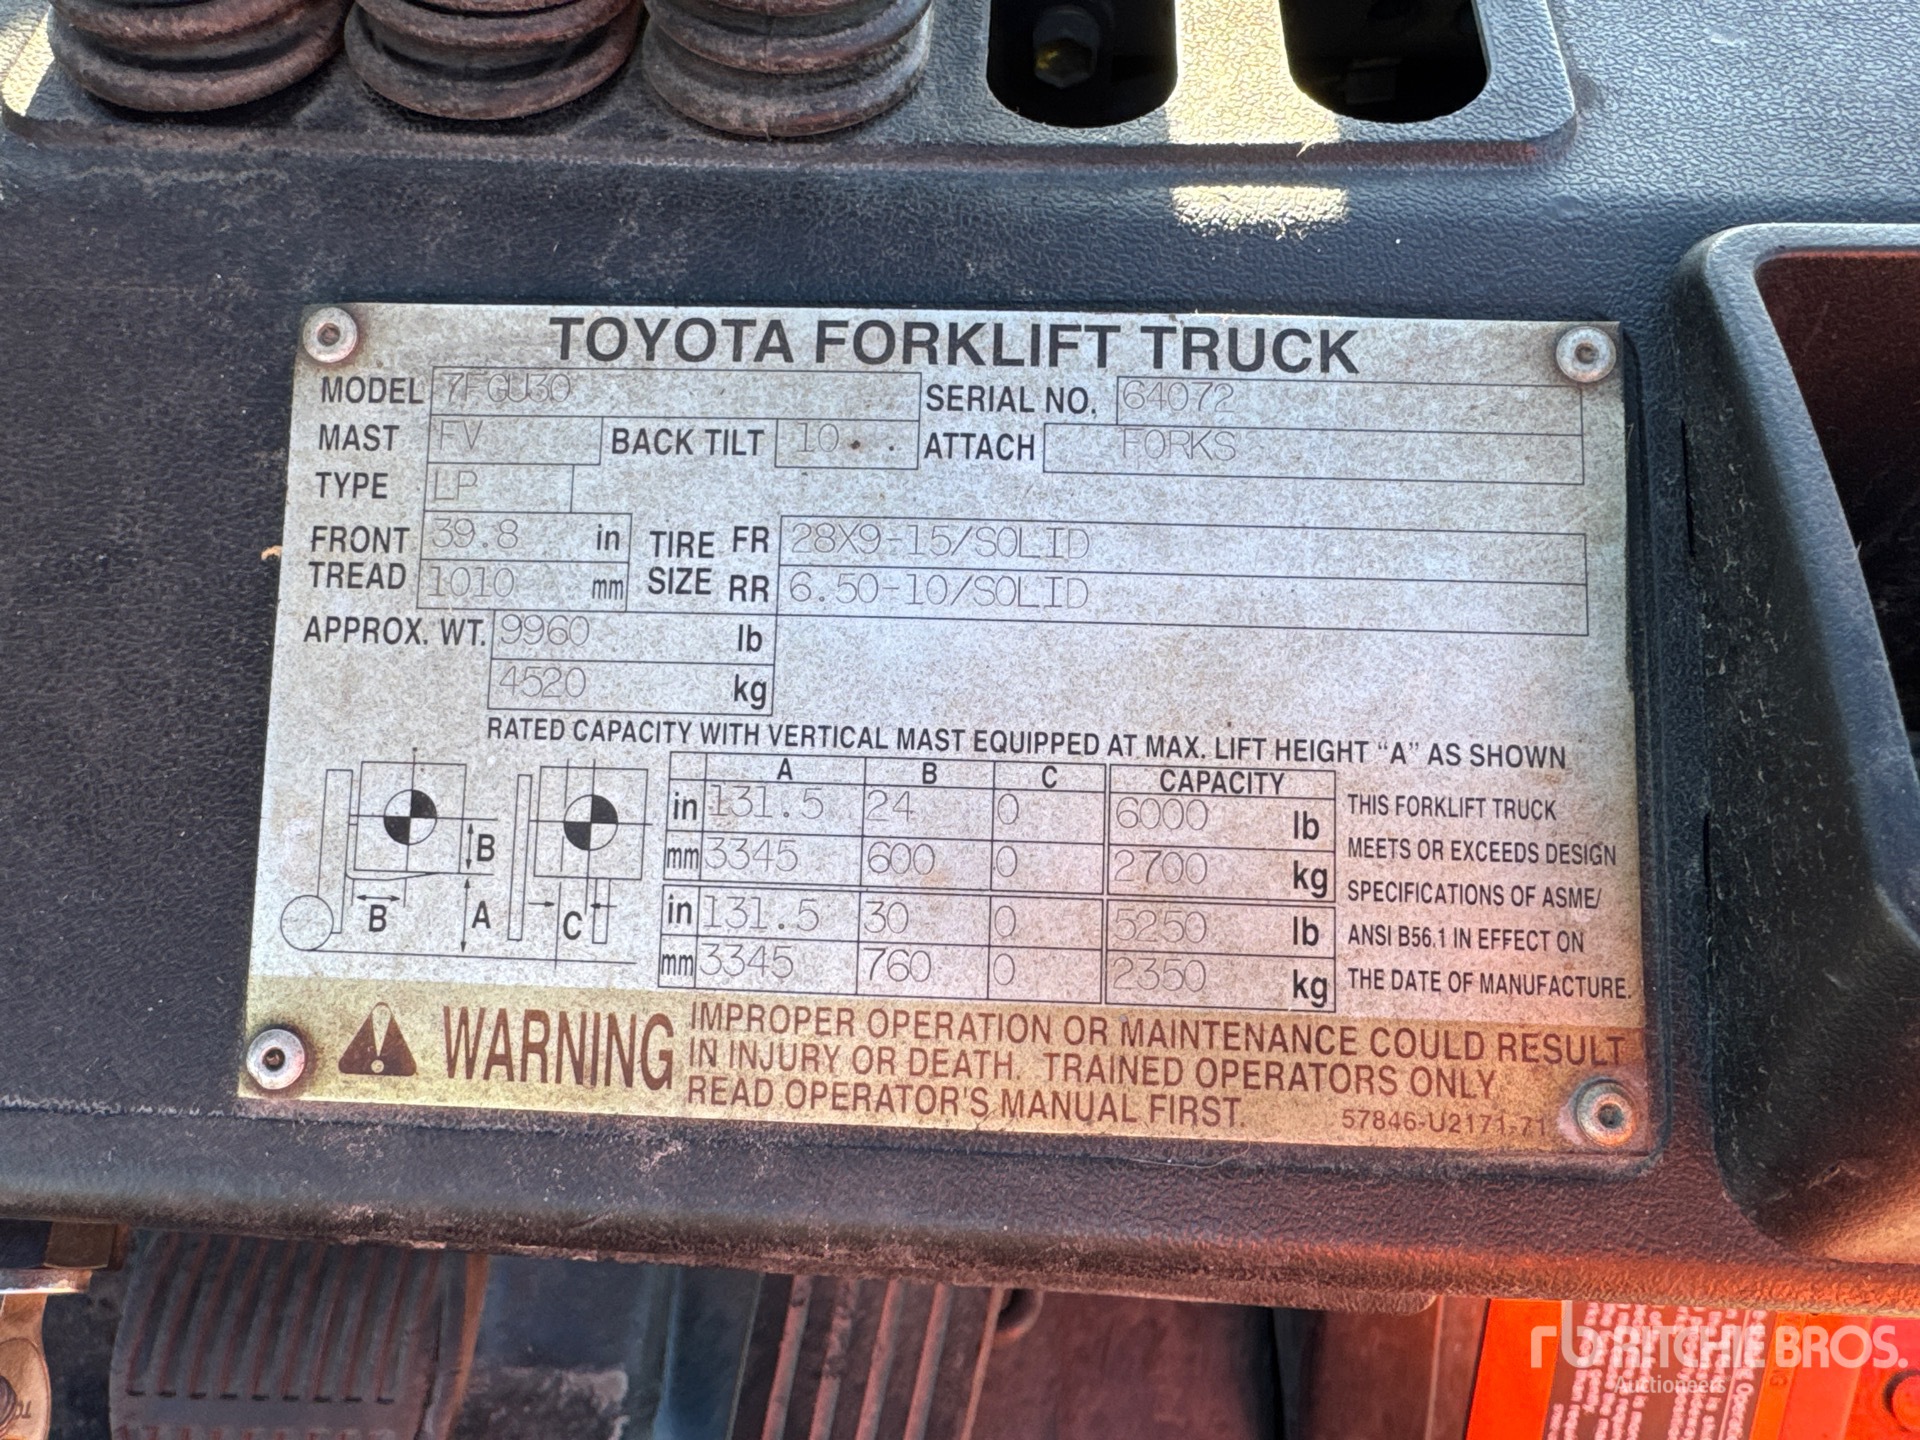 TOYOTA FORKLIFT TRUCK
MODEL 7FGU30 SERIAL NO. 64072
MAST FV BACK TILT 10 ATTACH FORKS
TYPE LP
FRONT TREAD 39.8 in TIRE SIZE FR 28X9-15/SOLID
1010 mm RR 6.50-10/SOLID
APPROX. WT. 9960 lb
4520 kg
RATED CAPACITY WITH VERTICAL MAST EQUIPPED AT MAX. LIFT HEIGHT "A" AS SHOWN
A B C CAPACITY
in 131.5 24 0 6000 lb
mm 3345 600 0 2700 kg
in 131.5 30 0 5250 lb
mm 3345 760 0 2350 kg
B
B A C
THIS FORKLIFT TRUCK
MEETS OR EXCEEDS DESIGN
SPECIFICATIONS OF ASME/
ANSI B56.1 IN EFFECT ON
THE DATE OF MANUFACTURE.
WARNING IMPROPER OPERATION OR MAINTENANCE COULD RESULT
IN INJURY OR DEATH. TRAINED OPERATORS ONLY.
READ OPERATOR'S MANUAL FIRST.
57846-U2171-71
rb RITCHIE BROS.
Auctioneers